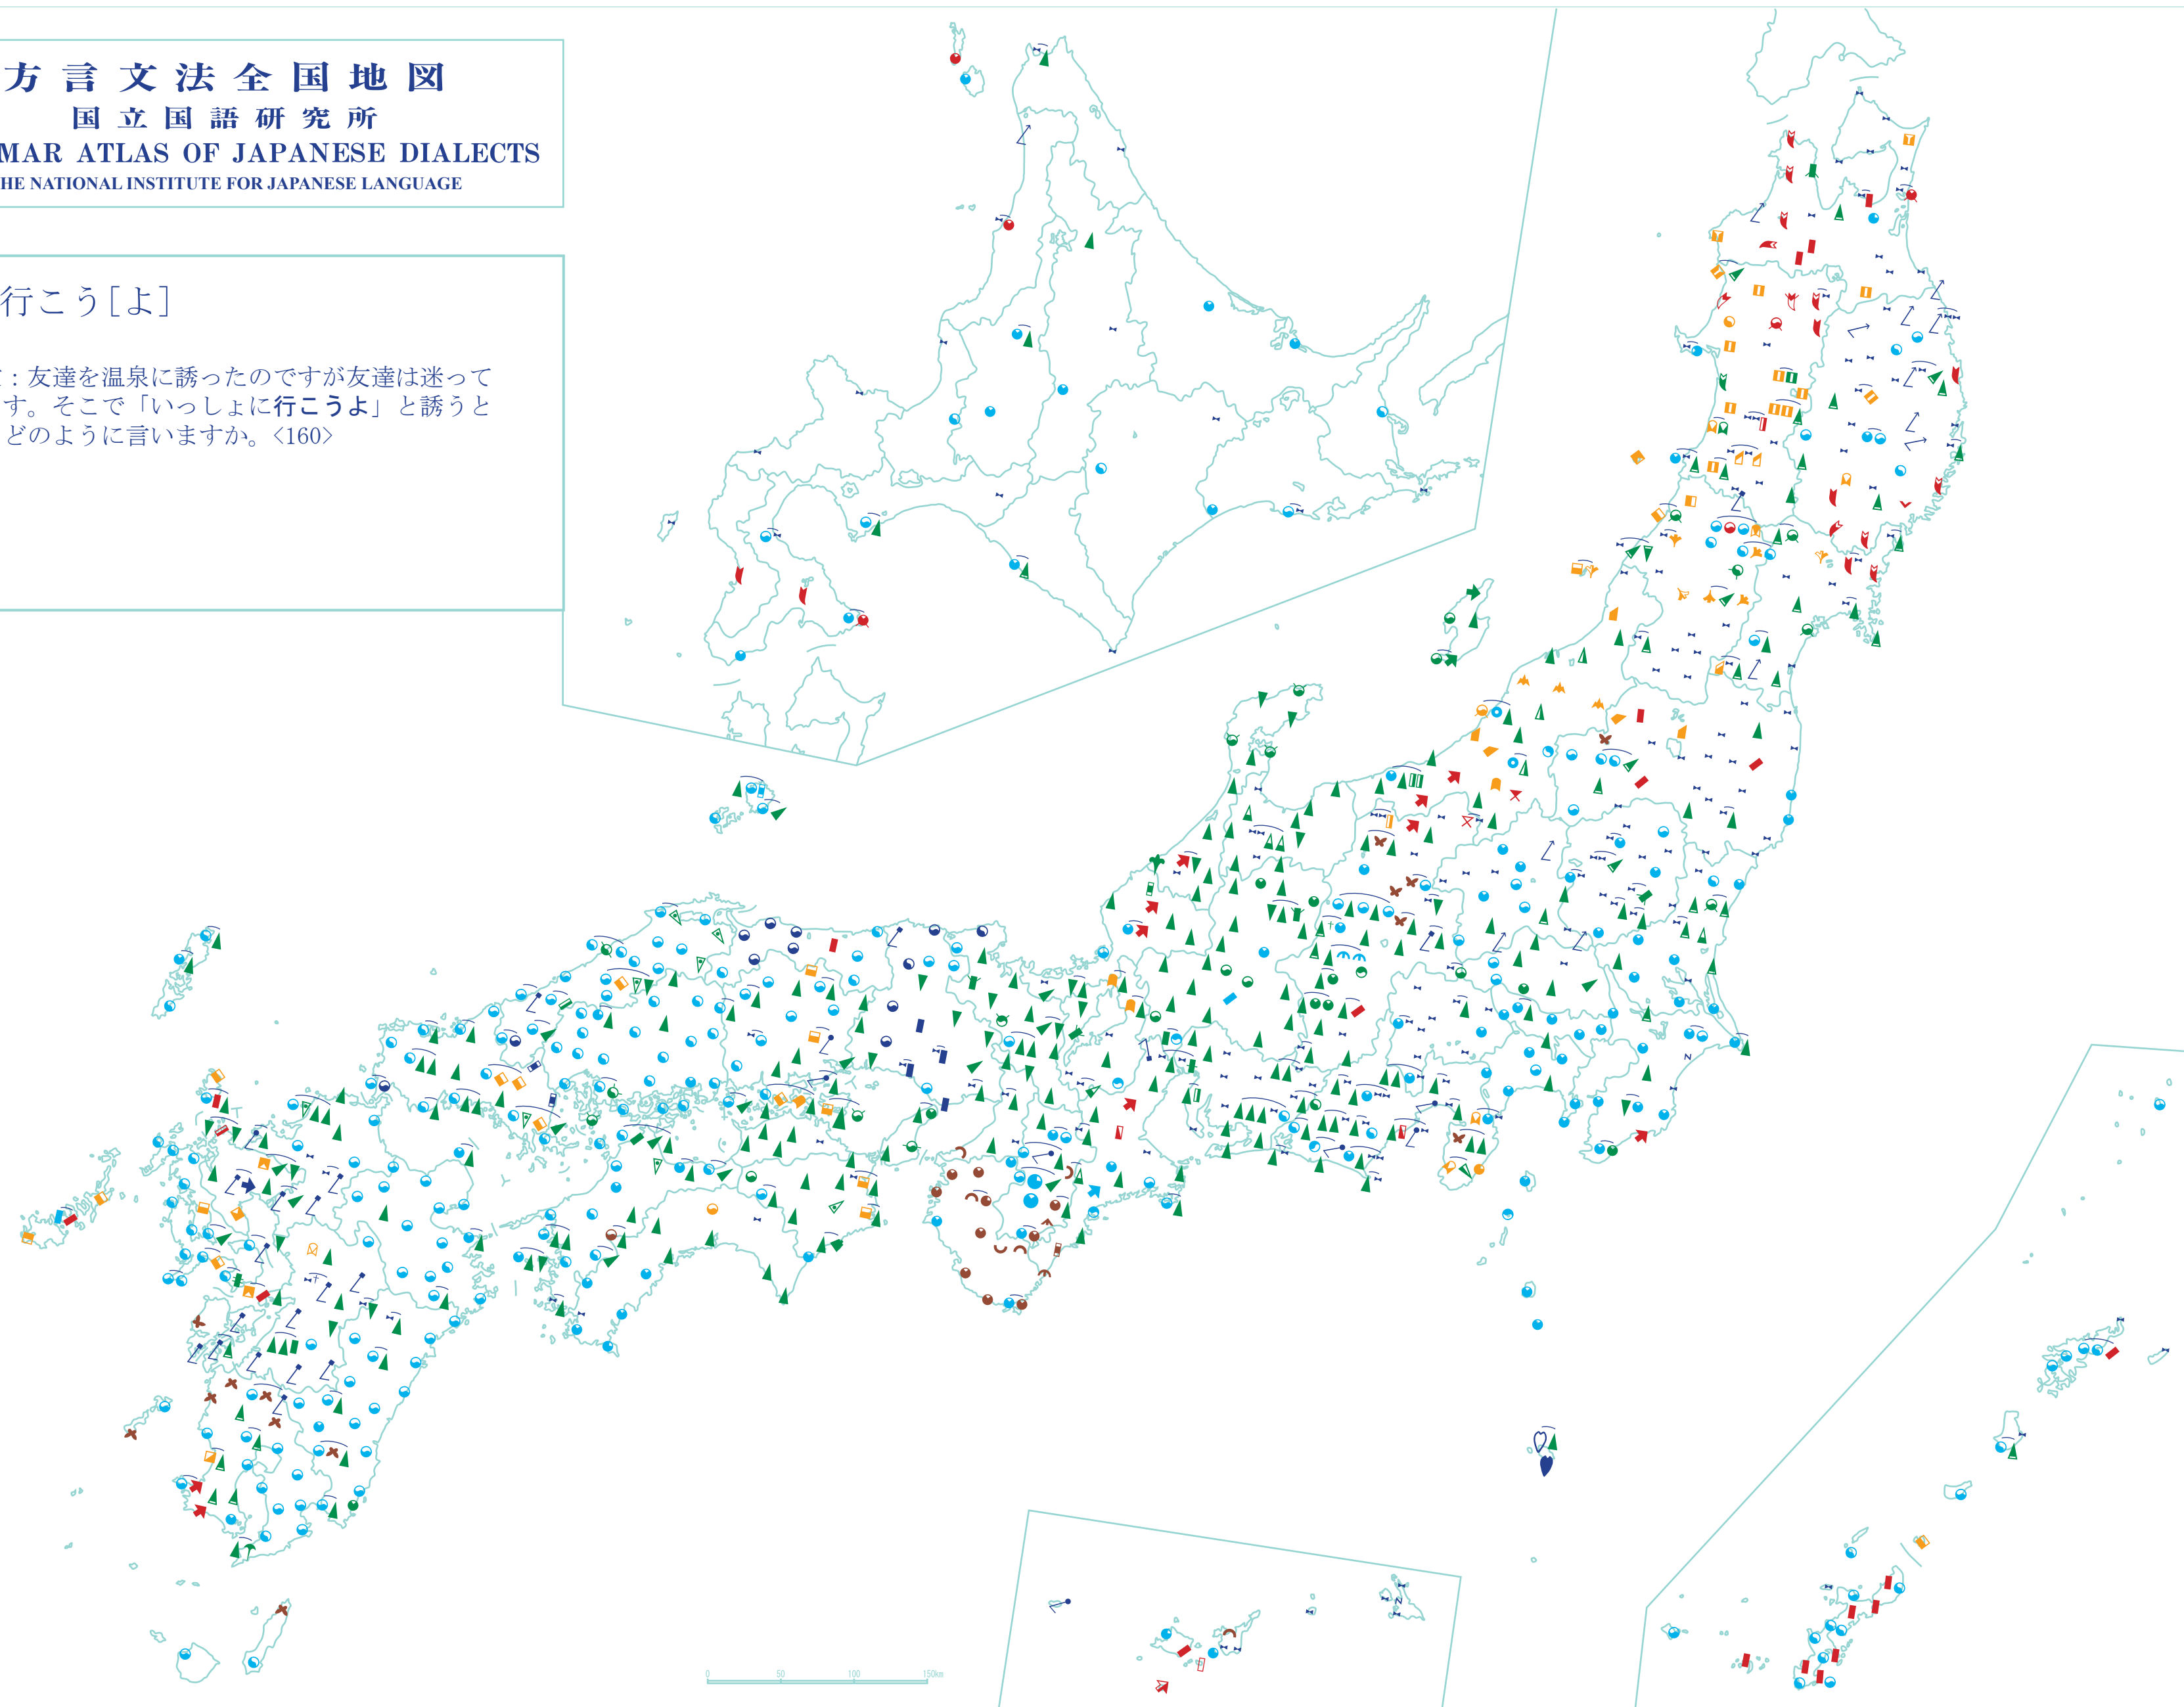 方言文法全国地図
国立国語研究所
MAR ATLAS OF JAPANESE DIALECTS
HE NATIONAL INSTITUTE FOR JAPANESE LANGUAGE
行こう[よ]
：友達を温泉に誘ったのですが友達は迷って
す。そこで「いっしょに行こうよ」と誘うと
どのように言いますか。<160>
0 50 100 150km